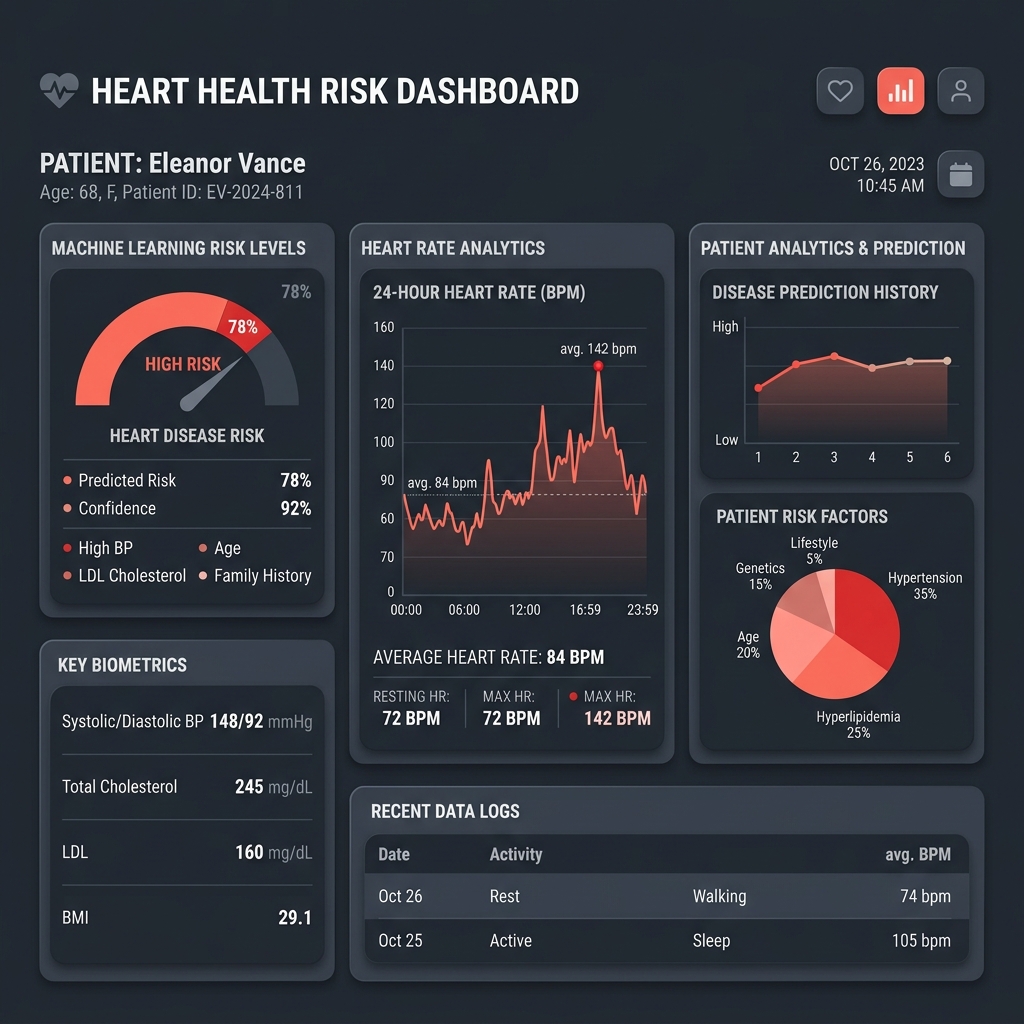 HEART HEALTH RISK DASHBOARD
PATIENT: Eleanor Vance
Age: 68, F, Patient ID: EV-2024-811
OCT 26, 2023
10:45 AM
MACHINE LEARNING RISK LEVELS
78%
78%
HIGH RISK
HEART DISEASE RISK
Predicted Risk 78%
Confidence 92%
High BP Age
LDL Cholesterol Family History
KEY BIOMETRICS
Systolic/Diastolic BP 148/92 mmHg
Total Cholesterol 245 mg/dL
LDL 160 mg/dL
BMI 29.1
HEART RATE ANALYTICS
24-HOUR HEART RATE (BPM)
160
avg. 142 bpm
140
120
100
90
avg. 84 bpm
60
70
0
00:00 06:00 12:00 16:59 23:59
AVERAGE HEART RATE: 84 BPM
RESTING HR: MAX HR: MAX HR:
72 BPM 72 BPM 142 BPM
PATIENT ANALYTICS & PREDICTION
DISEASE PREDICTION HISTORY
High
Low
1 2 3 4 5 6
PATIENT RISK FACTORS
Lifestyle
5%
Genetics
15%
Hypertension
35%
Age
20%
Hyperlipidemia
25%
RECENT DATA LOGS
Date Activity avg. BPM
Oct 26 Rest Walking 74 bpm
Oct 25 Active Sleep 105 bpm